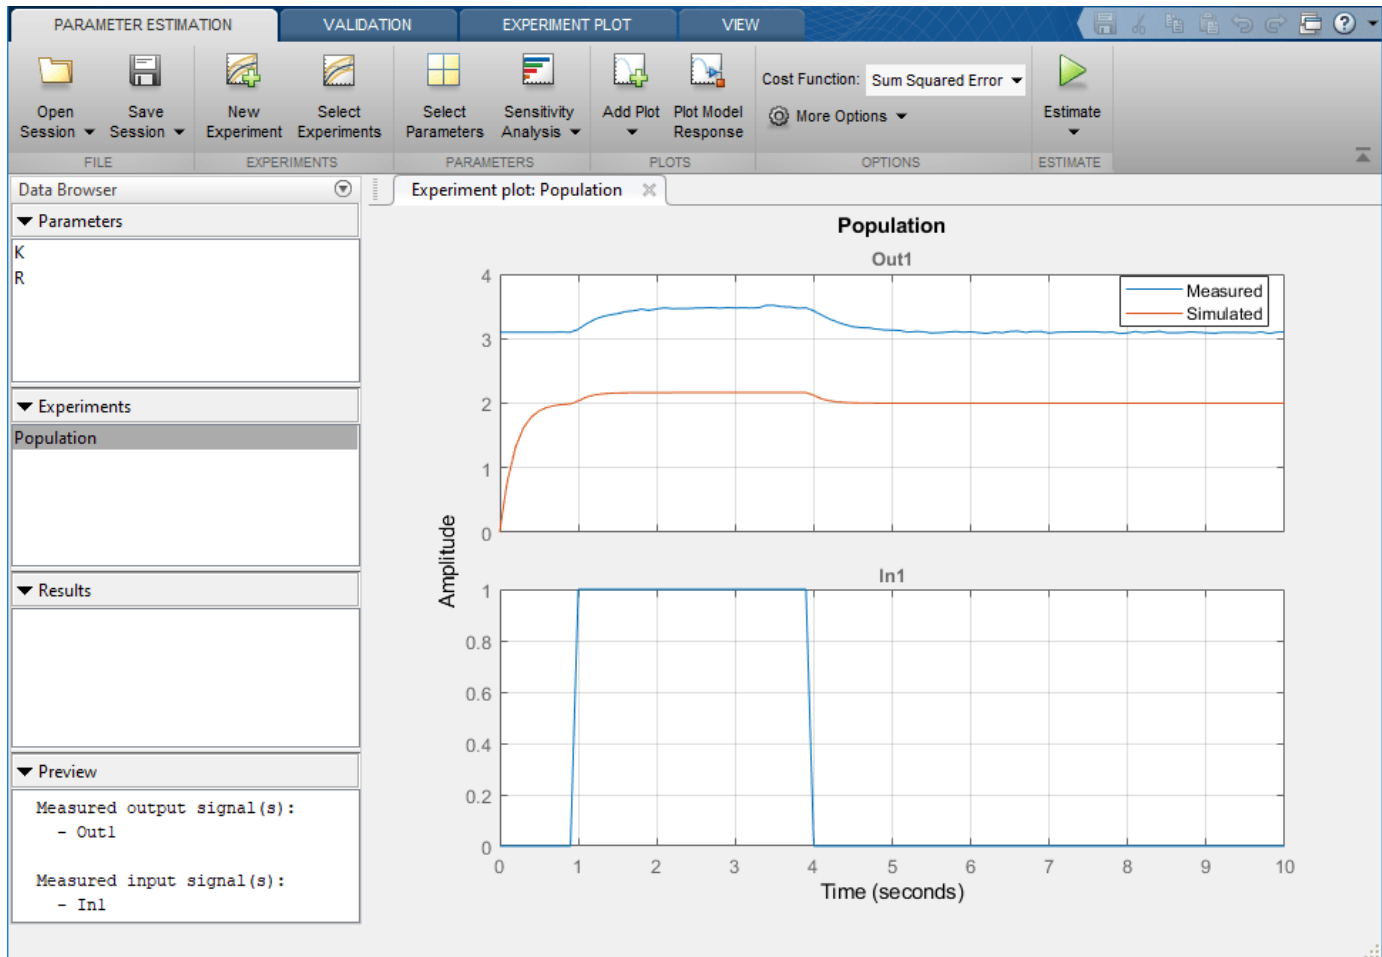 PARAMETER ESTIMATION VALIDATION EXPERIMENT PLOT VIEW
Open Session
Save Session
New Experiment
Select Experiments
Select Parameters
Sensitivity Analysis
Add Plot
Plot Model Response
Cost Function: Sum Squared Error
More Options
Estimate
FILE EXPERIMENTS PARAMETERS PLOTS OPTIONS ESTIMATE
Data Browser
Parameters
K
R
Experiments
Population
Results
Preview
Measured output signal(s):
- Out1
Measured input signal(s):
- In1
Experiment plot: Population
Population
Out1
Measured
Simulated
4
3
2
1
0
Amplitude
In1
1
0.8
0.6
0.4
0.2
0
0 1 2 3 4 5 6 7 8 9 10
Time (seconds)